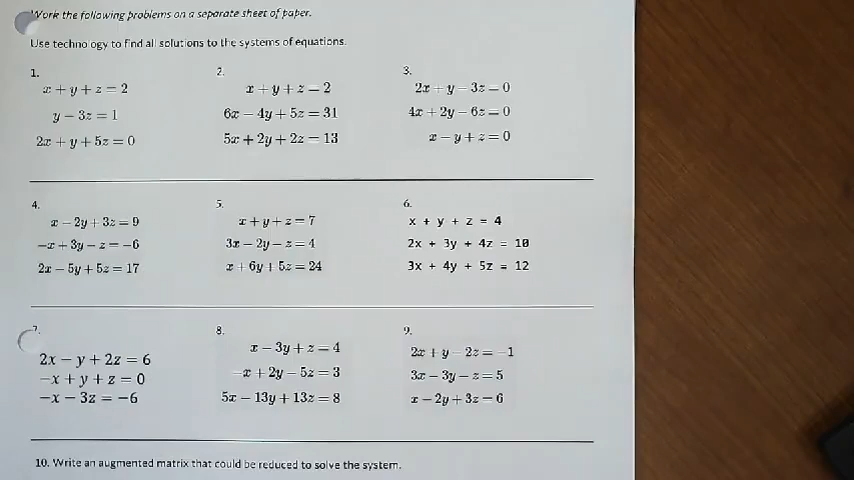 Work the following problems on a separate sheet of paper.
Use technology to find all solutions to the systems of equations.
1.
x + y + z = 2
y − 3z = 1
2x + y + 5z = 0
2.
x + y + z = 2
6x − 4y + 5z = 31
5x + 2y + 2z = 13
3.
2x + y − 3z = 0
4x + 2y − 6z = 0
x − y + z = 0
4.
x − 2y + 3z = 9
−x + 3y − z = −6
2x − 5y + 5z = 17
5.
x + y + z = 7
3x − 2y − z = 4
x + 6y + 5z = 24
6.
x + y + z = 4
2x + 3y + 4z = 10
3x + 4y + 5z = 12
7.
2x − y + 2z = 6
−x + y + z = 0
−x − 3z = −6
8.
x − 3y + z = 4
−x + 2y − 5z = 3
5x − 13y + 13z = 8
9.
2x + y − 2z = −1
3x − 3y − z = 5
x − 2y + 3z = 6
10. Write an augmented matrix that could be reduced to solve the system.